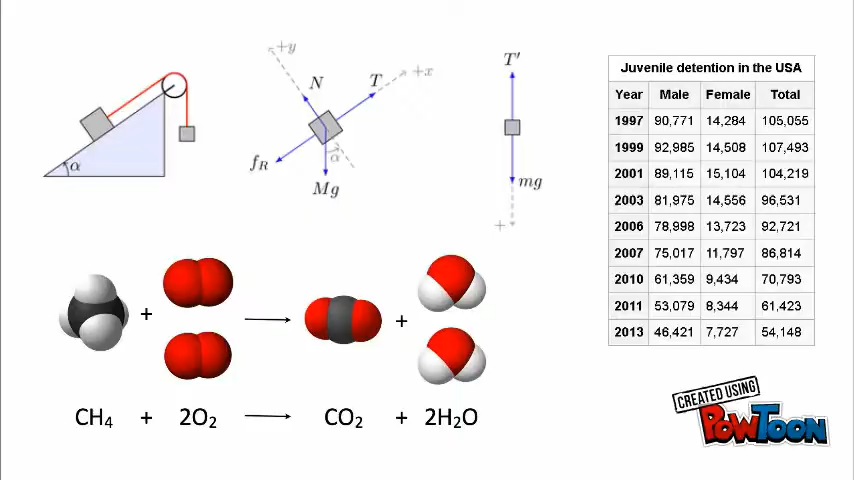 α
+y
N
T
+x
fR
α
Mg
T′
mg
+
Juvenile detention in the USA
Year Male Female Total
1997 90,771 14,284 105,055
1999 92,985 14,508 107,493
2001 89,115 15,104 104,219
2003 81,975 14,556 96,531
2006 78,998 13,723 92,721
2007 75,017 11,797 86,814
2010 61,359 9,434 70,793
2011 53,079 8,344 61,423
2013 46,421 7,727 54,148
+ +
CH₄ + 2O₂ → CO₂ + 2H₂O
CREATED USING
POWTOON